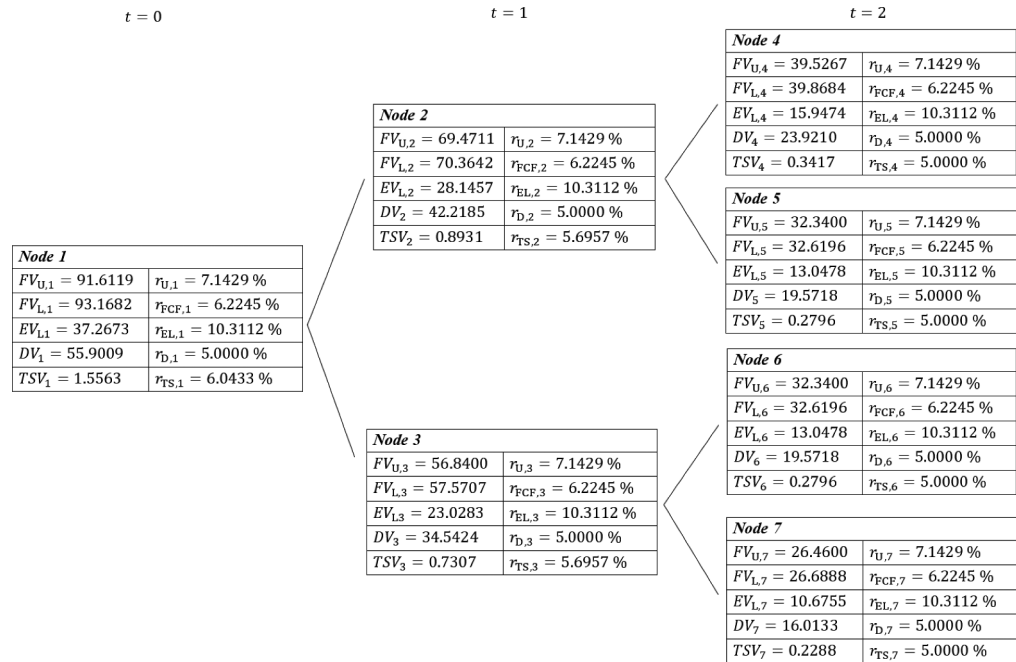 t = 0
t = 1
t = 2
Node 1
FV_U,1 = 91.6119 r_U,1 = 7.1429 %
FV_L,1 = 93.1682 r_FCF,1 = 6.2245 %
EV_L1 = 37.2673 r_EL,1 = 10.3112 %
DV_1 = 55.9009 r_D,1 = 5.0000 %
TSV_1 = 1.5563 r_TS,1 = 6.0433 %
Node 2
FV_U,2 = 69.4711 r_U,2 = 7.1429 %
FV_L,2 = 70.3642 r_FCF,2 = 6.2245 %
EV_L,2 = 28.1457 r_EL,2 = 10.3112 %
DV_2 = 42.2185 r_D,2 = 5.0000 %
TSV_2 = 0.8931 r_TS,2 = 5.6957 %
Node 3
FV_U,3 = 56.8400 r_U,3 = 7.1429 %
FV_L,3 = 57.5707 r_FCF,3 = 6.2245 %
EV_L3 = 23.0283 r_EL,3 = 10.3112 %
DV_3 = 34.5424 r_D,3 = 5.0000 %
TSV_3 = 0.7307 r_TS,3 = 5.6957 %
Node 4
FV_U,4 = 39.5267 r_U,4 = 7.1429 %
FV_L,4 = 39.8684 r_FCF,4 = 6.2245 %
EV_L,4 = 15.9474 r_EL,4 = 10.3112 %
DV_4 = 23.9210 r_D,4 = 5.0000 %
TSV_4 = 0.3417 r_TS,4 = 5.0000 %
Node 5
FV_U,5 = 32.3400 r_U,5 = 7.1429 %
FV_L,5 = 32.6196 r_FCF,5 = 6.2245 %
EV_L,5 = 13.0478 r_EL,5 = 10.3112 %
DV_5 = 19.5718 r_D,5 = 5.0000 %
TSV_5 = 0.2796 r_TS,5 = 5.0000 %
Node 6
FV_U,6 = 32.3400 r_U,6 = 7.1429 %
FV_L,6 = 32.6196 r_FCF,6 = 6.2245 %
EV_L,6 = 13.0478 r_EL,6 = 10.3112 %
DV_6 = 19.5718 r_D,6 = 5.0000 %
TSV_6 = 0.2796 r_TS,6 = 5.0000 %
Node 7
FV_U,7 = 26.4600 r_U,7 = 7.1429 %
FV_L,7 = 26.6888 r_FCF,7 = 6.2245 %
EV_L,7 = 10.6755 r_EL,7 = 10.3112 %
DV_7 = 16.0133 r_D,7 = 5.0000 %
TSV_7 = 0.2288 r_TS,7 = 5.0000 %